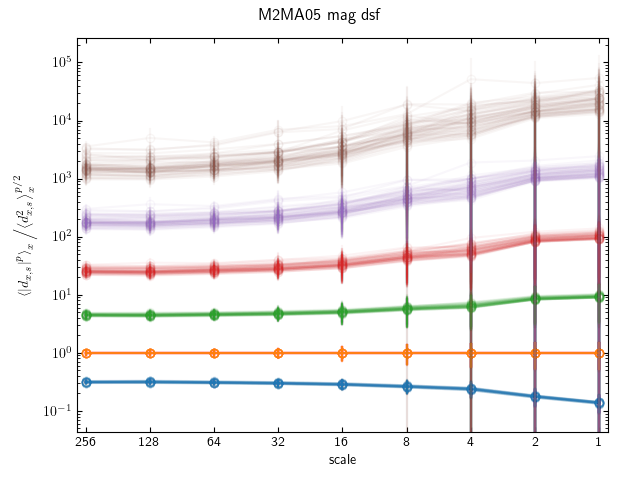 M2MA05 mag dsf
⟨|d_{x,s}|^p⟩_x / ⟨d_{x,s}^2⟩_x^{p/2}
10^5
10^4
10^3
10^2
10^1
10^0
10^{-1}
256 128 64 32 16 8 4 2 1
scale